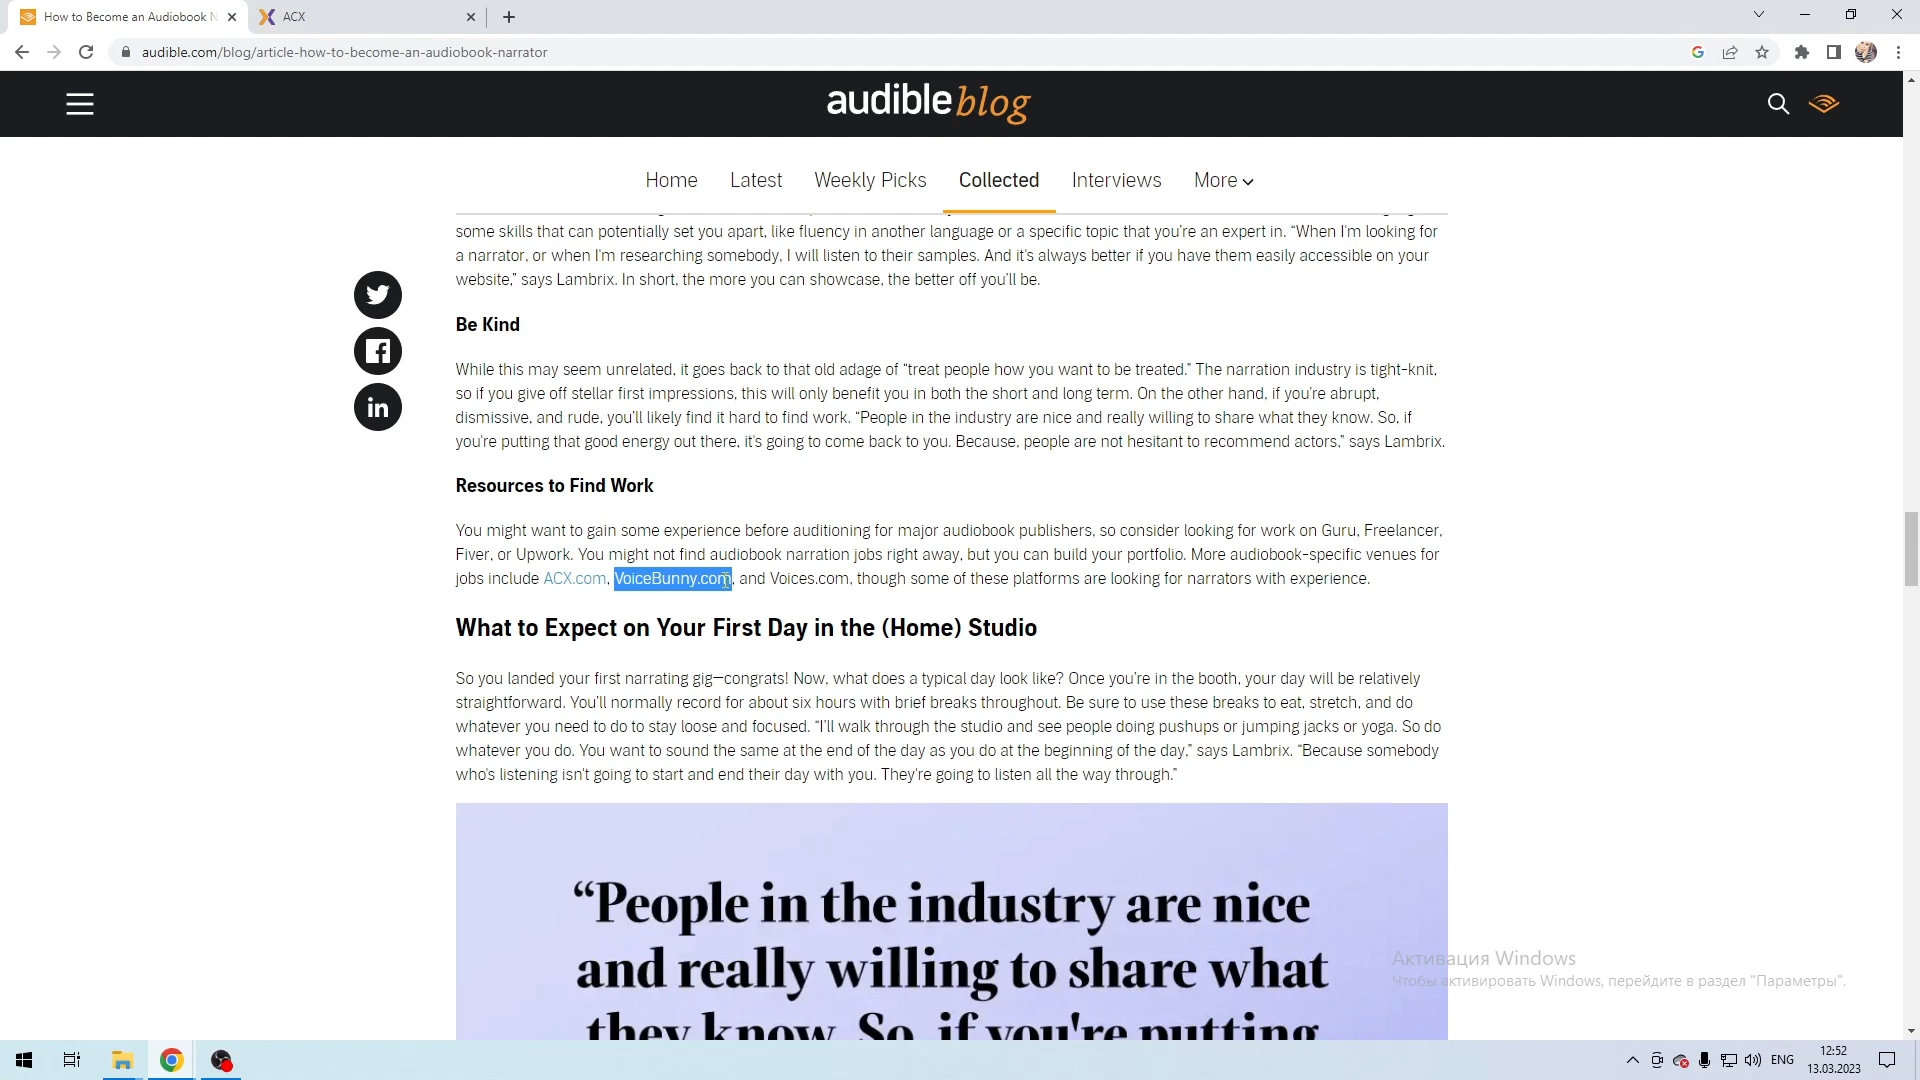 How to Become an Audiobook N
ACX
audible.com/blog/article-how-to-become-an-audiobook-narrator
audible blog
Home Latest Weekly Picks Collected Interviews More
some skills that can potentially set you apart, like fluency in another language or a specific topic that you're an expert in. “When I'm looking for
a narrator, or when I'm researching somebody, I will listen to their samples. And it's always better if you have them easily accessible on your
website,” says Lambrix. In short, the more you can showcase, the better off you'll be.
Be Kind
While this may seem unrelated, it goes back to that old adage of “treat people how you want to be treated.” The narration industry is tight-knit,
so if you give off stellar first impressions, this will only benefit you in both the short and long term. On the other hand, if you're abrupt,
dismissive, and rude, you'll likely find it hard to find work. “People in the industry are nice and really willing to share what they know. So, if
you're putting that good energy out there, it's going to come back to you. Because, people are not hesitant to recommend actors,” says Lambrix.
Resources to Find Work
You might want to gain some experience before auditioning for major audiobook publishers, so consider looking for work on Guru, Freelancer,
Fiver, or Upwork. You might not find audiobook narration jobs right away, but you can build your portfolio. More audiobook-specific venues for
jobs include ACX.com, VoiceBunny.com, and Voices.com, though some of these platforms are looking for narrators with experience.
What to Expect on Your First Day in the (Home) Studio
So you landed your first narrating gig—congrats! Now, what does a typical day look like? Once you're in the booth, your day will be relatively
straightforward. You'll normally record for about six hours with brief breaks throughout. Be sure to use these breaks to eat, stretch, and do
whatever you need to do to stay loose and focused. “I'll walk through the studio and see people doing pushups or jumping jacks or yoga. So do
whatever you do. You want to sound the same at the end of the day as you do at the beginning of the day,” says Lambrix. “Because somebody
who's listening isn't going to start and end their day with you. They're going to listen all the way through.”
“People in the industry are nice
and really willing to share what
they know. So, if you're putting
Активация Windows
Чтобы активировать Windows, перейдите в раздел "Параметры".
ENG
12:52
13.03.2023